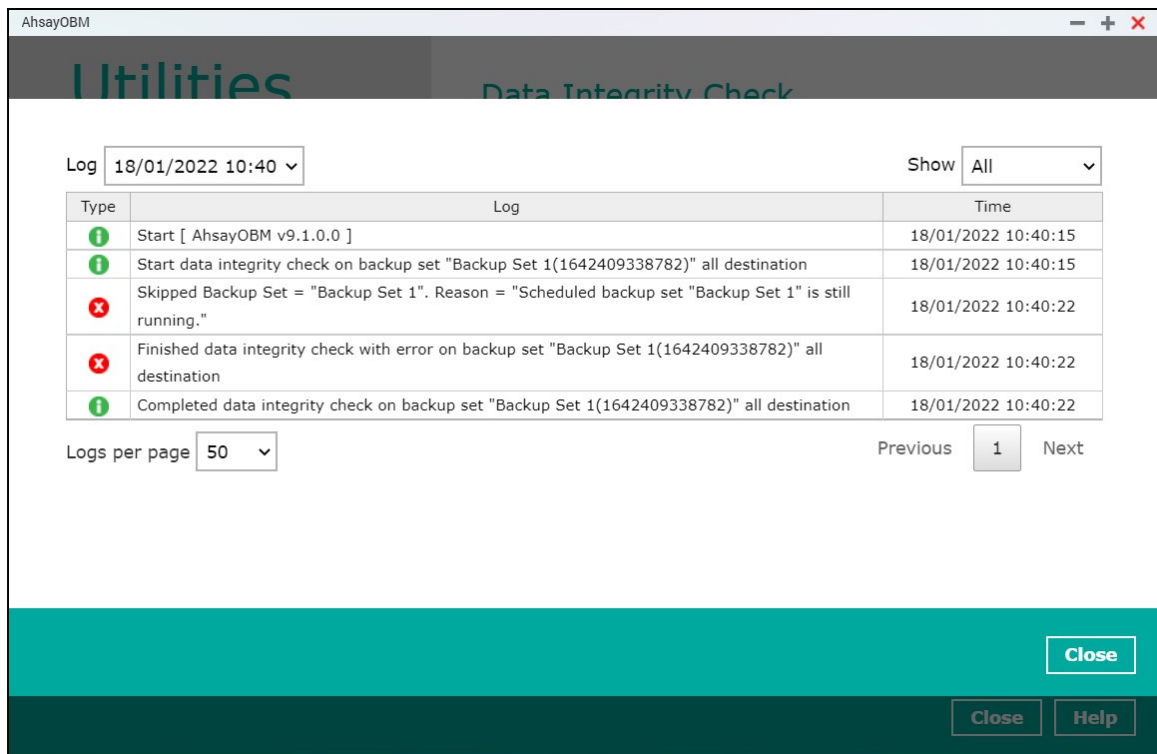 AhsayOBM
Utilities
Data Integrity Check
Log 18/01/2022 10:40
Show All
Type Log Time
Start [ AhsayOBM v9.1.0.0 ] 18/01/2022 10:40:15
Start data integrity check on backup set "Backup Set 1(1642409338782)" all destination 18/01/2022 10:40:15
Skipped Backup Set = "Backup Set 1". Reason = "Scheduled backup set "Backup Set 1" is still
running." 18/01/2022 10:40:22
Finished data integrity check with error on backup set "Backup Set 1(1642409338782)" all
destination 18/01/2022 10:40:22
Completed data integrity check on backup set "Backup Set 1(1642409338782)" all destination 18/01/2022 10:40:22
Logs per page 50
Previous 1 Next
Close
Close Help